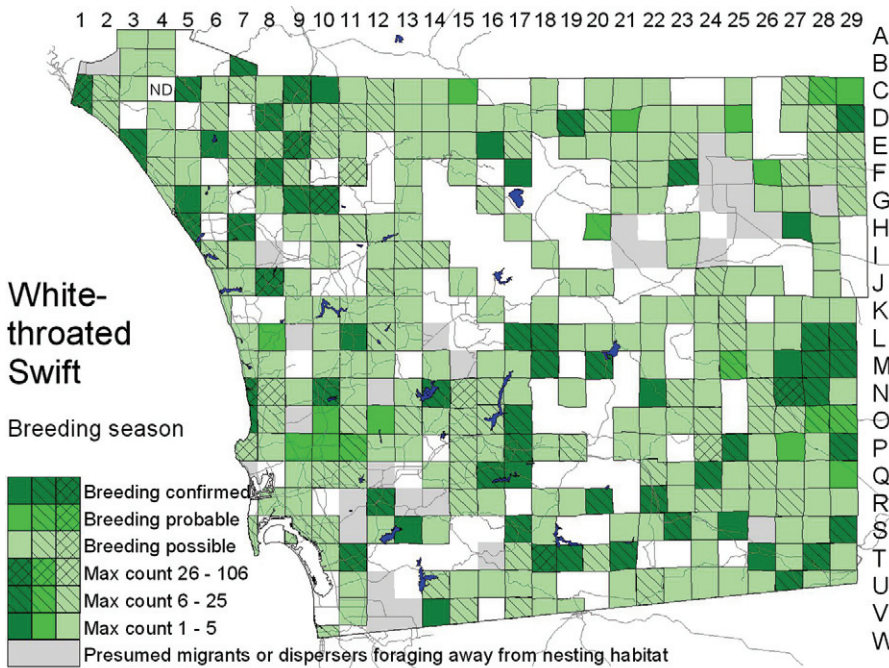 1 2 3 4 5 6 7 8 9 10 11 12 13 14 15 16 17 18 19 20 21 22 23 24 25 26 27 28 29
A
B
C
D
E
F
G
H
I
J
K
L
M
N
O
P
Q
R
S
T
U
V
W
ND
White-
throated
Swift
Breeding season
Breeding confirmed
Breeding probable
Breeding possible
Max count 26 - 106
Max count 6 - 25
Max count 1 - 5
Presumed migrants or dispersers foraging away from nesting habitat